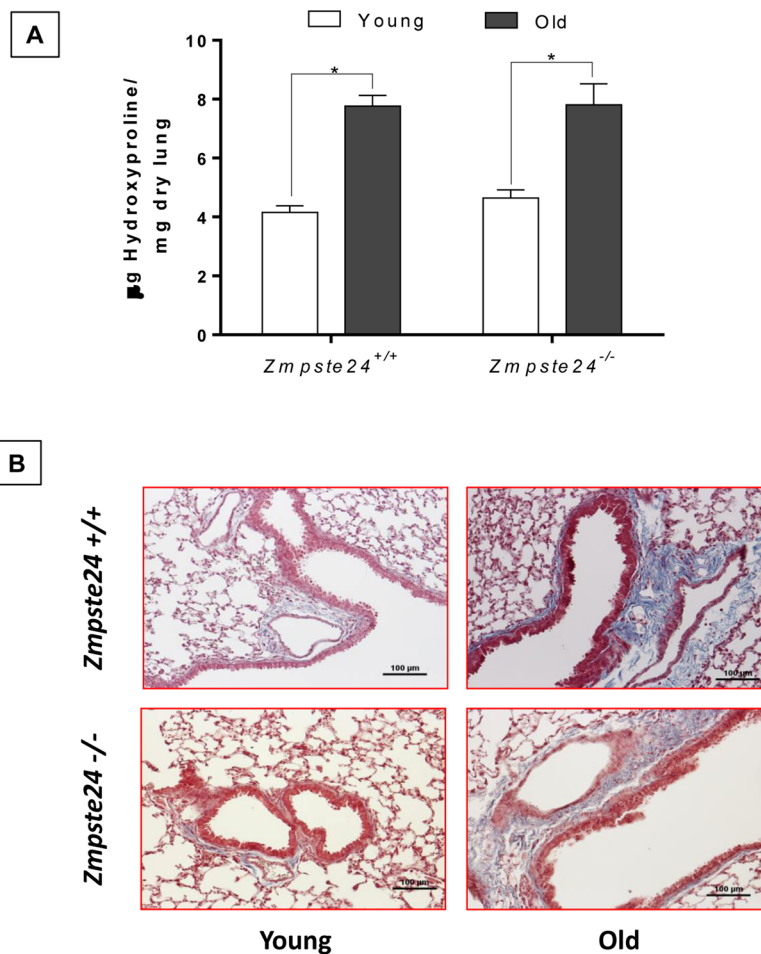 A
Young Old
10
8
6
4
2
0
µg Hydroxyproline/
mg dry lung
*
*
Zmpste24+/+ Zmpste24-/-
B
Zmpste24 +/+
100 µm
100 µm
Zmpste24 -/-
100 µm
100 µm
Young Old